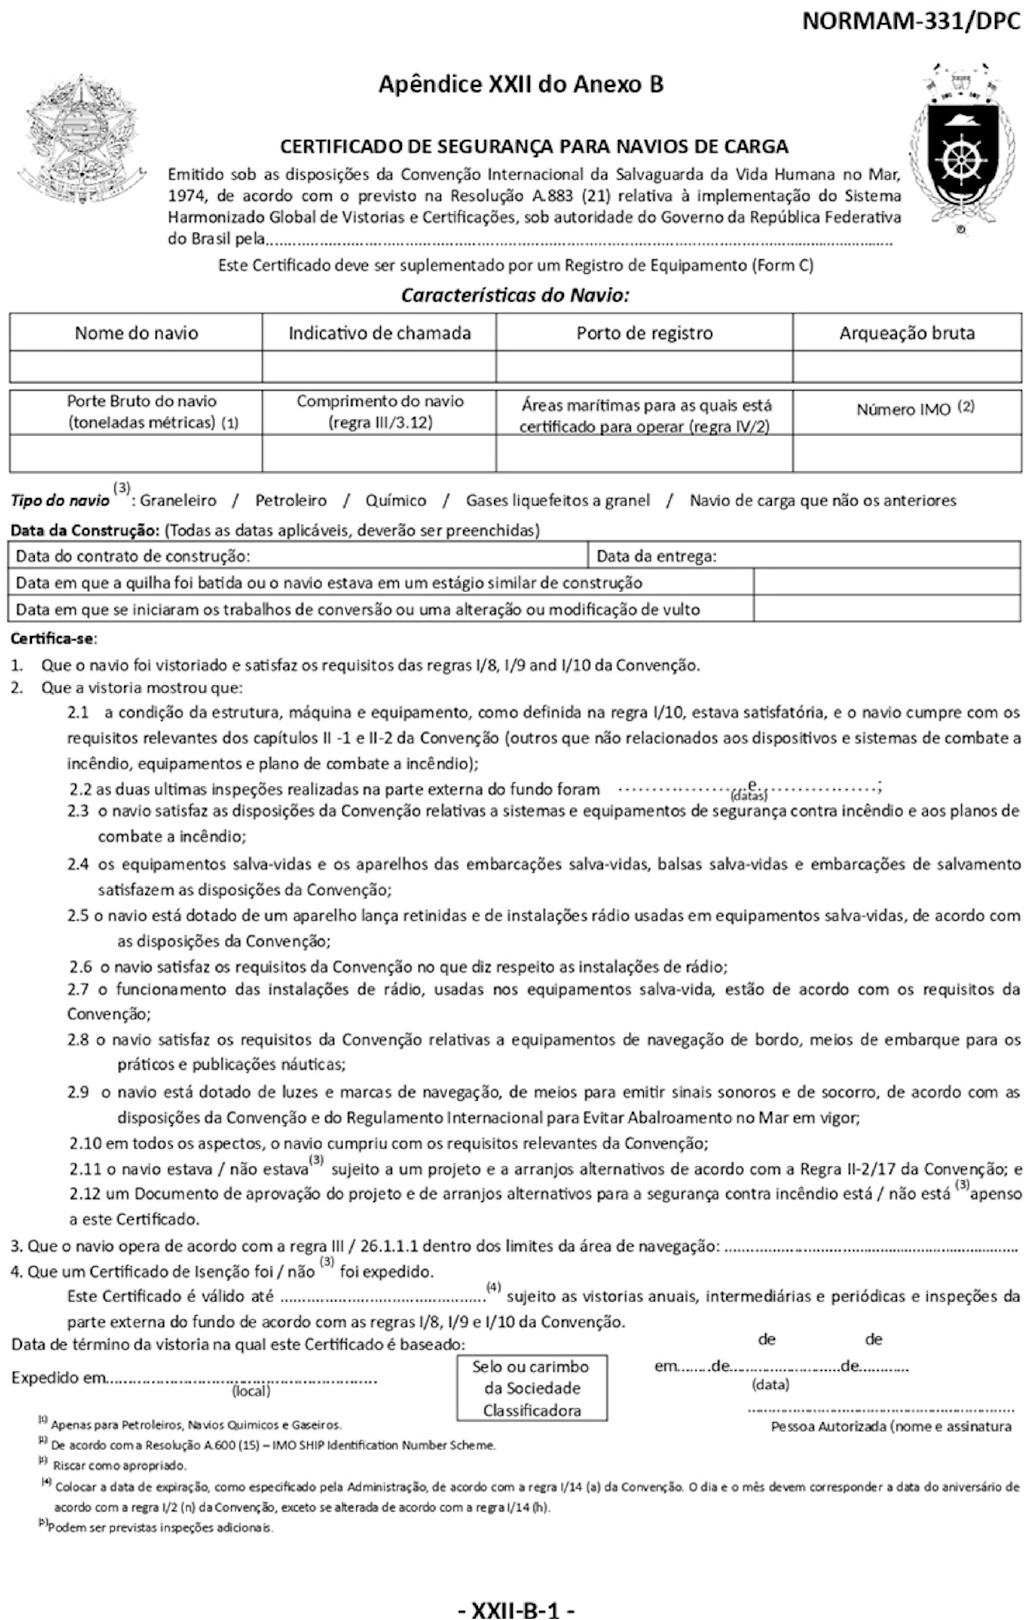 NORMAM-331/DPC
Apêndice XXII do Anexo B
CERTIFICADO DE SEGURANÇA PARA NAVIOS DE CARGA
Emitido sob as disposições da Convenção Internacional da Salvaguarda da Vida Humana no Mar,
1974, de acordo com o previsto na Resolução A.883 (21) relativa à implementação do Sistema
Harmonizado Global de Vistorias e Certificações, sob autoridade do Governo da República Federativa
do Brasil pela..........................................................................................................................
Este Certificado deve ser suplementado por um Registro de Equipamento (Form C)
Características do Navio:
Nome do navio Indicativo de chamada Porto de registro Arqueação bruta
Porte Bruto do navio (toneladas métricas) (1) Comprimento do navio (regra III/3.12) Áreas marítimas para as quais está certificado para operar (regra IV/2) Número IMO (2)
Tipo do navio (3): Graneleiro / Petroleiro / Químico / Gases liquefeitos a granel / Navio de carga que não os anteriores
Data da Construção: (Todas as datas aplicáveis, deverão ser preenchidas)
Data do contrato de construção: Data da entrega:
Data em que a quilha foi batida ou o navio estava em um estágio similar de construção
Data em que se iniciaram os trabalhos de conversão ou uma alteração ou modificação de vulto
Certifica-se:
1. Que o navio foi vistoriado e satisfaz os requisitos das regras I/8, I/9 and I/10 da Convenção.
2. Que a vistoria mostrou que:
2.1 a condição da estrutura, máquina e equipamento, como definida na regra I/10, estava satisfatória, e o navio cumpre com os
requisitos relevantes dos capítulos II -1 e II-2 da Convenção (outros que não relacionados aos dispositivos e sistemas de combate a
incêndio, equipamentos e plano de combate a incêndio);
2.2 as duas ultimas inspeções realizadas na parte externa do fundo foram ..................e..................;
(datas)
2.3 o navio satisfaz as disposições da Convenção relativas a sistemas e equipamentos de segurança contra incêndio e aos planos de
combate a incêndio;
2.4 os equipamentos salva-vidas e os aparelhos das embarcações salva-vidas, balsas salva-vidas e embarcações de salvamento
satisfazem as disposições da Convenção;
2.5 o navio está dotado de um aparelho lança retinidas e de instalações rádio usadas em equipamentos salva-vidas, de acordo com
as disposições da Convenção;
2.6 o navio satisfaz os requisitos da Convenção no que diz respeito as instalações de rádio;
2.7 o funcionamento das instalações de rádio, usadas nos equipamentos salva-vida, estão de acordo com os requisitos da
Convenção;
2.8 o navio satisfaz os requisitos da Convenção relativas a equipamentos de navegação de bordo, meios de embarque para os
práticos e publicações náuticas;
2.9 o navio está dotado de luzes e marcas de navegação, de meios para emitir sinais sonoros e de socorro, de acordo com as
disposições da Convenção e do Regulamento Internacional para Evitar Abalroamento no Mar em vigor;
2.10 em todos os aspectos, o navio cumpriu com os requisitos relevantes da Convenção;
2.11 o navio estava / não estava(3) sujeito a um projeto e a arranjos alternativos de acordo com a Regra II-2/17 da Convenção; e
2.12 um Documento de aprovação do projeto e de arranjos alternativos para a segurança contra incêndio está / não está (3)apenso
a este Certificado.
3. Que o navio opera de acordo com a regra III / 26.1.1.1 dentro dos limites da área de navegação: ..............................................................
4. Que um Certificado de Isenção foi / não (3) foi expedido.
Este Certificado é válido até ............................................(4) sujeito as vistorias anuais, intermediárias e periódicas e inspeções da
parte externa do fundo de acordo com as regras I/8, I/9 e I/10 da Convenção.
Data de término da vistoria na qual este Certificado é baseado: de de
Expedido em.........................................................
(local)
Selo ou carimbo
da Sociedade
Classificadora
em........de..........................de............
(data)
.........................................................
Pessoa Autorizada (nome e assinatura
(1) Apenas para Petroleiros, Navios Quimicos e Gaseiros.
(2) De acordo com a Resolução A.600 (15) – IMO SHIP Identification Number Scheme.
(3) Riscar como apropriado.
(4) Colocar a data de expiração, como especificado pela Administração, de acordo com a regra I/14 (a) da Convenção. O dia e o mês devem corresponder a data do aniversário de
acordo com a regra I/2 (n) da Convenção, exceto se alterada de acordo com a regra I/14 (h).
(5)Podem ser previstas inspeções adicionais.
- XXII-B-1 -